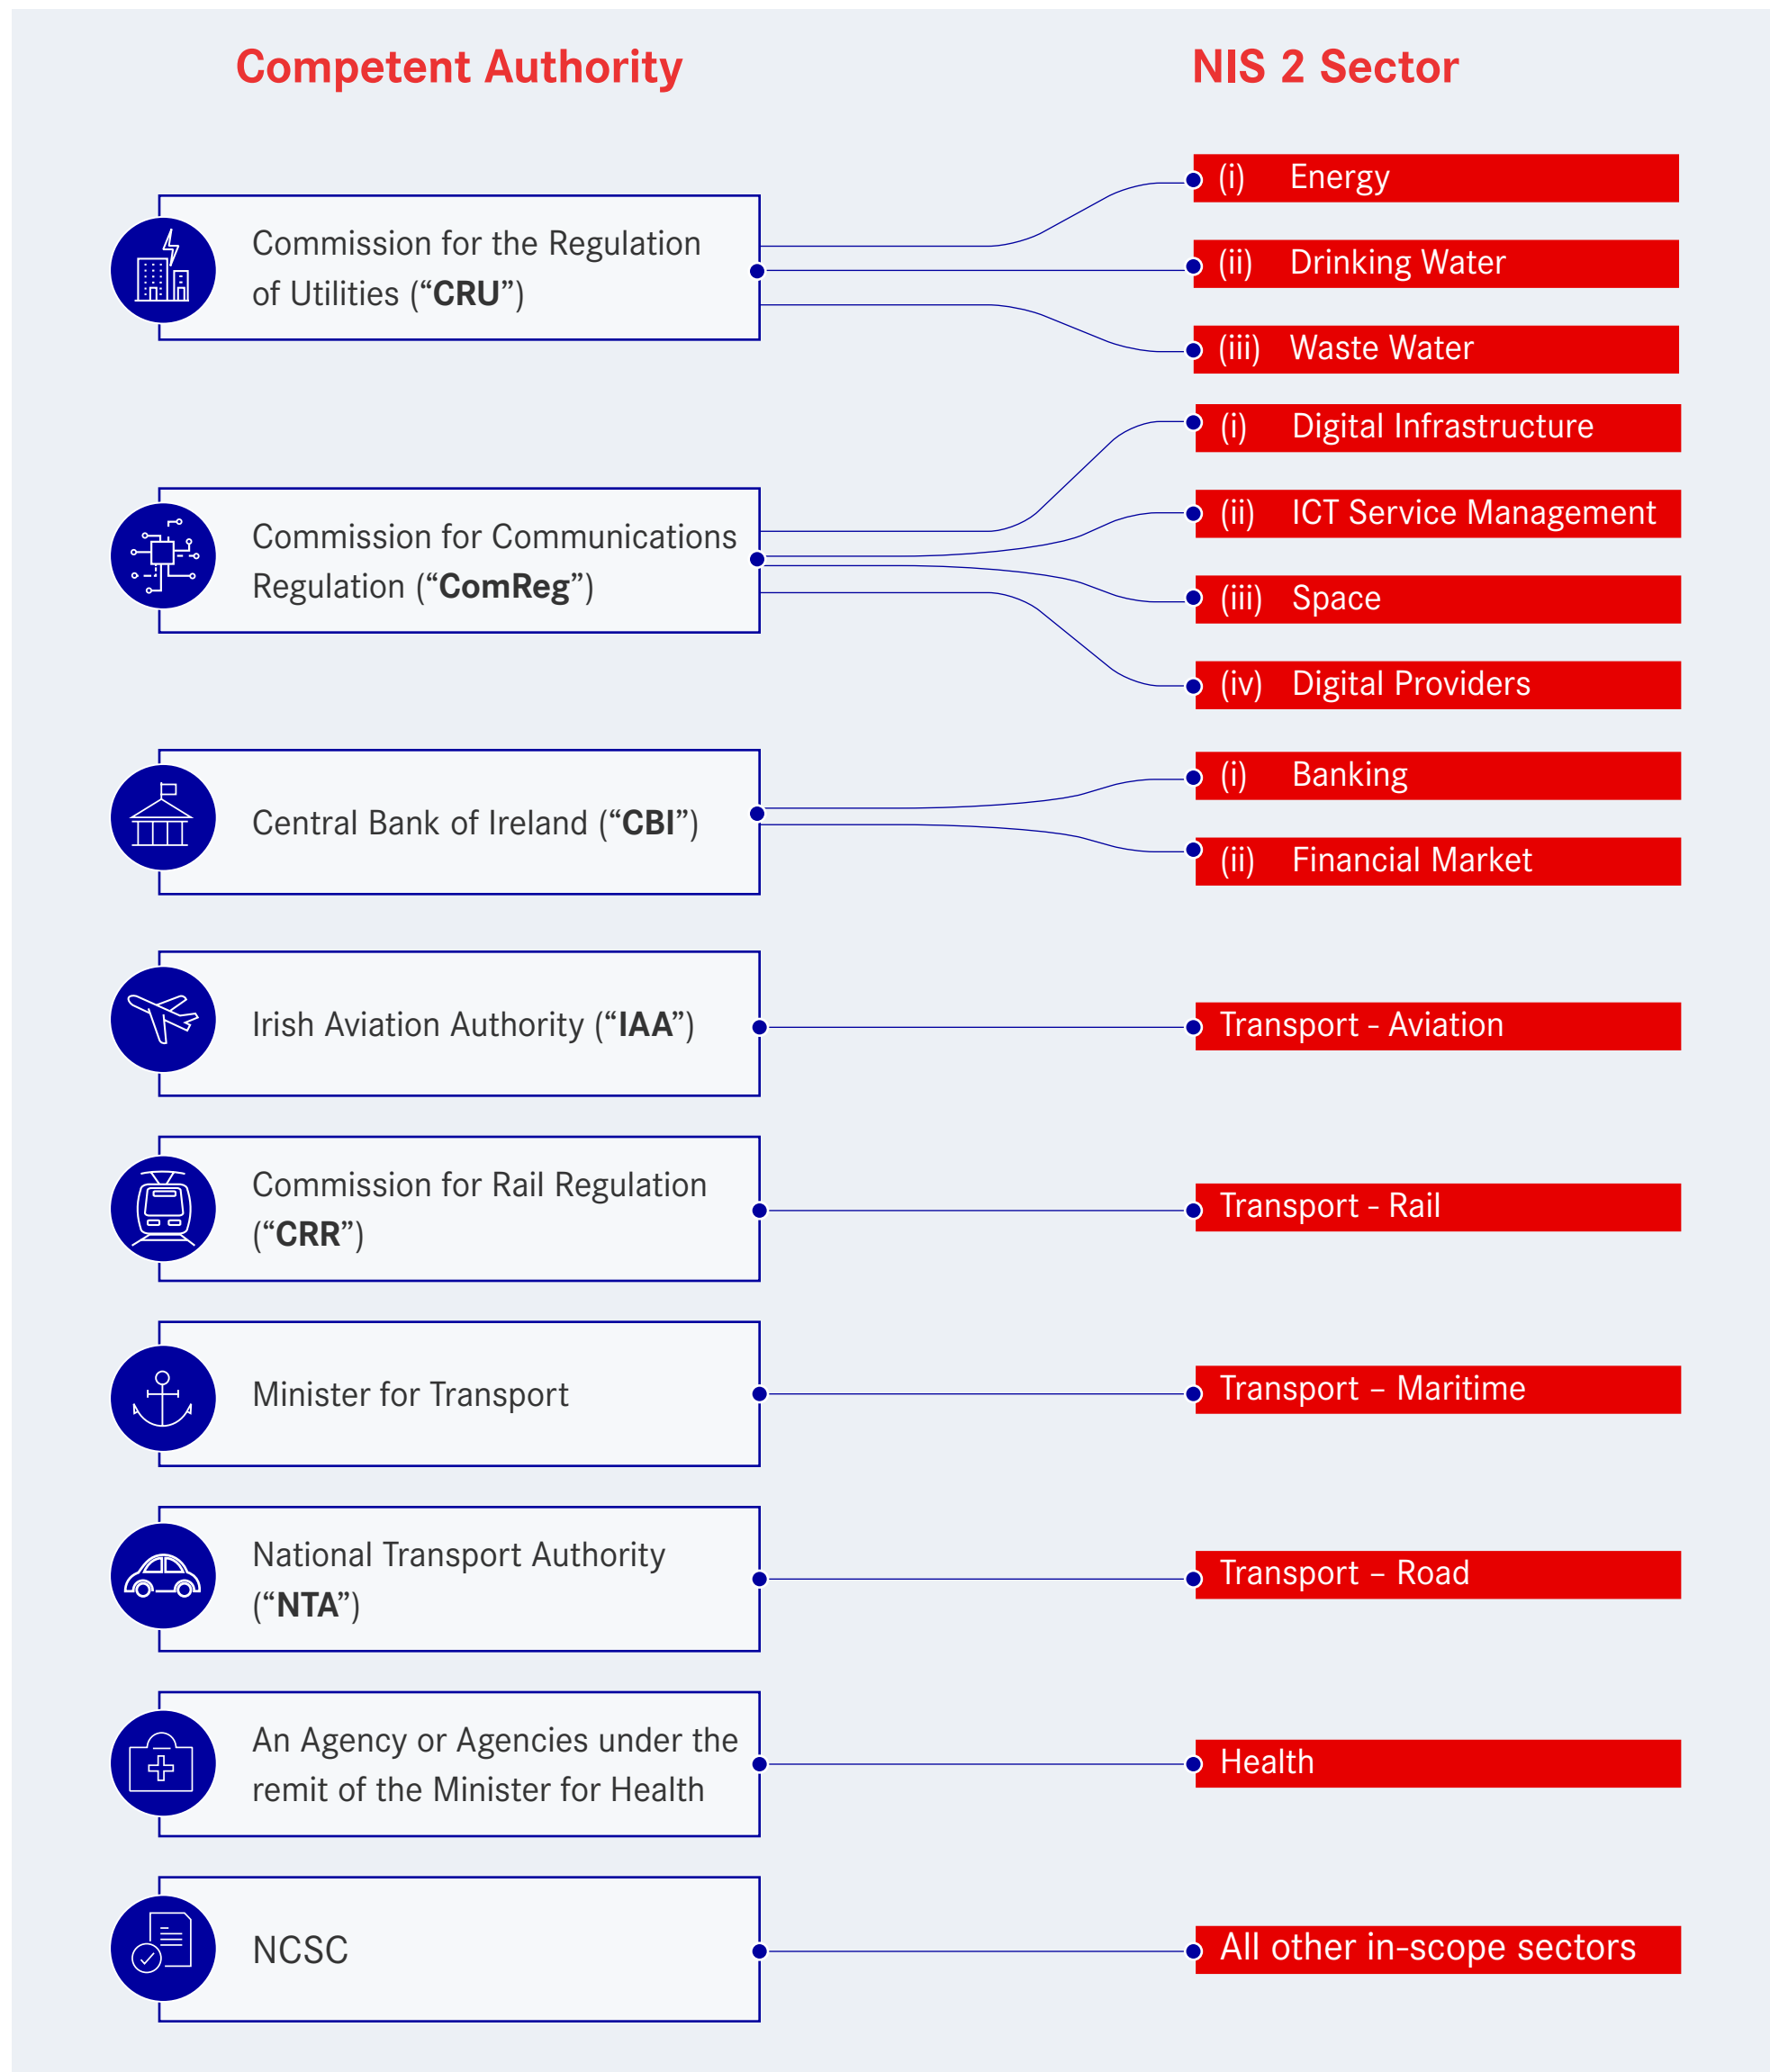 Competent Authority
NIS 2 Sector
Commission for the Regulation
of Utilities (“CRU”)
(i) Energy
(ii) Drinking Water
(iii) Waste Water
Commission for Communications
Regulation (“ComReg”)
(i) Digital Infrastructure
(ii) ICT Service Management
(iii) Space
(iv) Digital Providers
Central Bank of Ireland (“CBI”)
(i) Banking
(ii) Financial Market
Irish Aviation Authority (“IAA”)
Transport - Aviation
Commission for Rail Regulation
(“CRR”)
Transport - Rail
Minister for Transport
Transport – Maritime
National Transport Authority
(“NTA”)
Transport – Road
An Agency or Agencies under the
remit of the Minister for Health
Health
NCSC
All other in-scope sectors